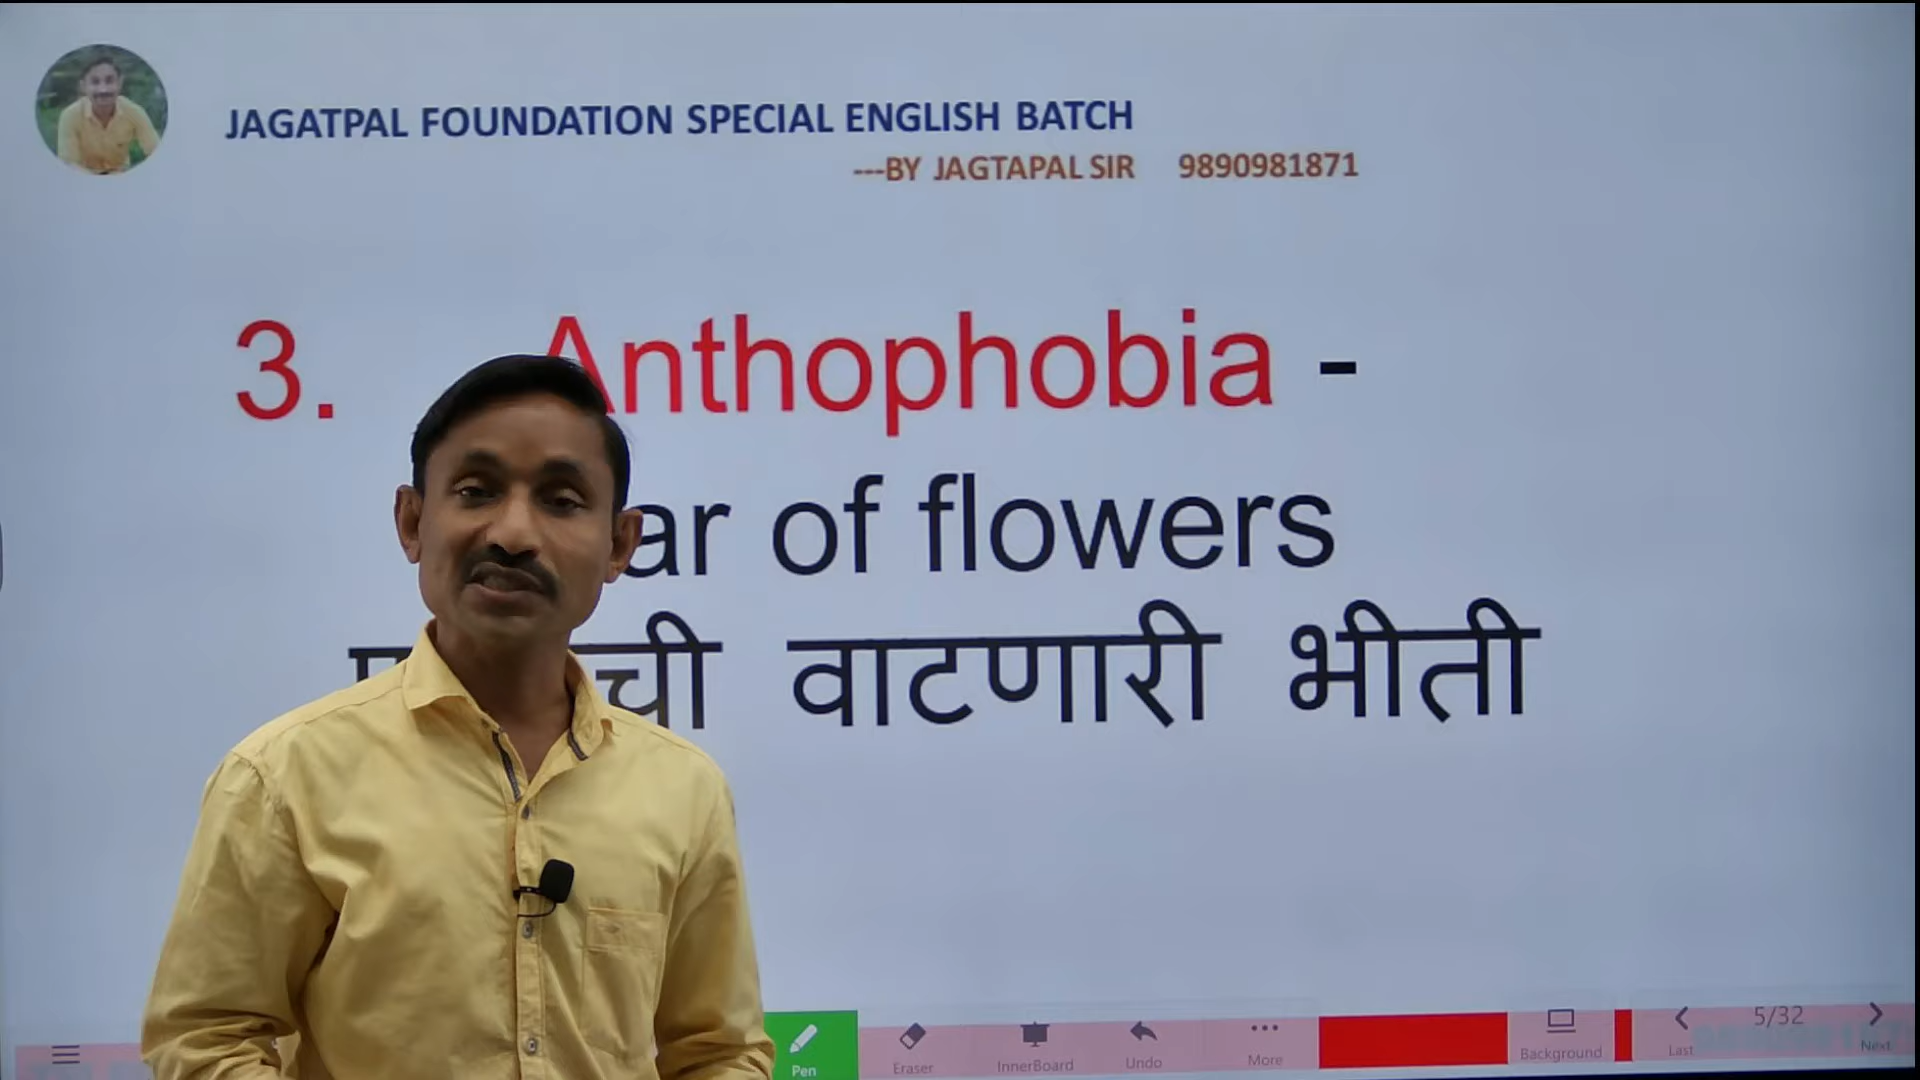 JAGATPAL FOUNDATION SPECIAL ENGLISH BATCH
---BY JAGTAPAL SIR 9890981871
3. Anthophobia -
of flowers
वाटणारी भीती
Pen
Eraser
InnerBoard
Undo
More
Background
Last
5/32
Next